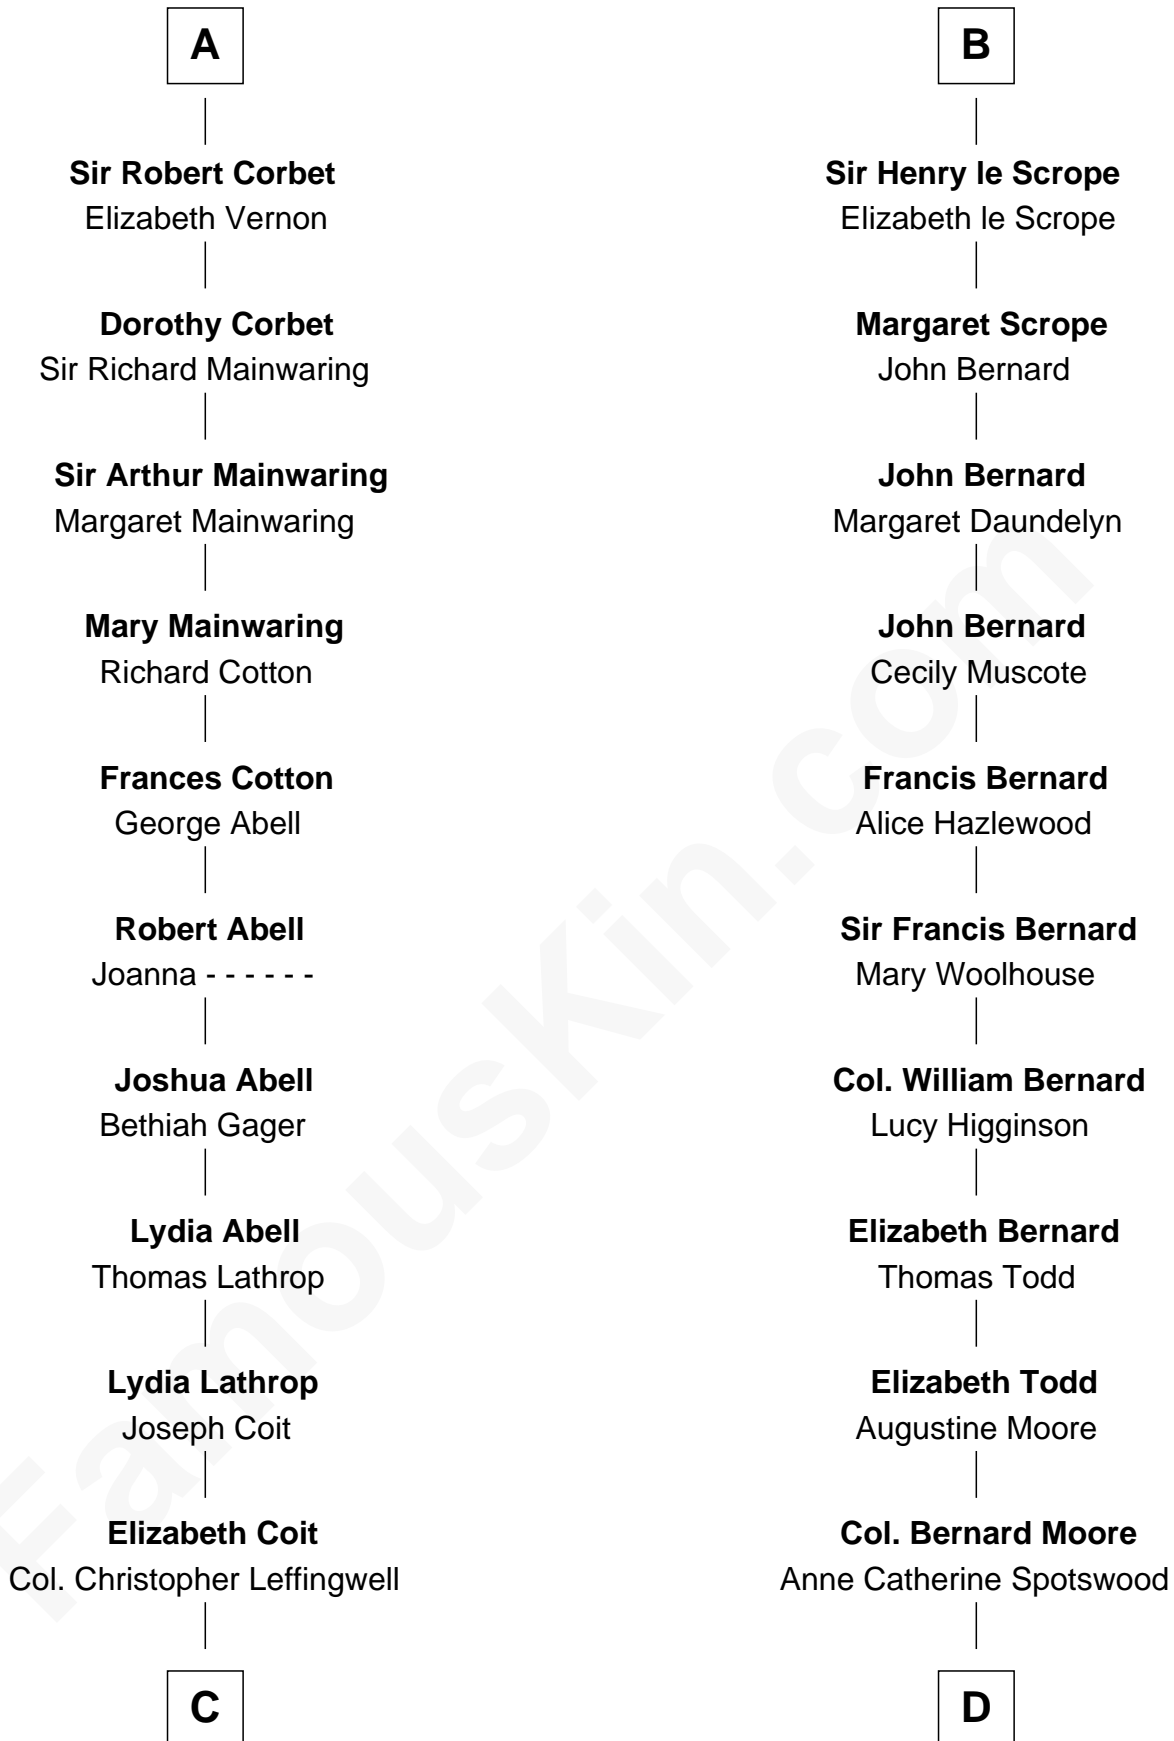 A
Sir Robert Corbet
Elizabeth Vernon
Dorothy Corbet
Sir Richard Mainwaring
Sir Arthur Mainwaring
Margaret Mainwaring
Mary Mainwaring
Richard Cotton
Frances Cotton
George Abell
Robert Abell
Joanna - - - - - -
Joshua Abell
Bethiah Gager
Lydia Abell
Thomas Lathrop
Lydia Lathrop
Joseph Coit
Elizabeth Coit
Col. Christopher Leffingwell
C
B
Sir Henry le Scrope
Elizabeth le Scrope
Margaret Scrope
John Bernard
John Bernard
Margaret Daundelyn
John Bernard
Cecily Muscote
Francis Bernard
Alice Hazlewood
Sir Francis Bernard
Mary Woolhouse
Col. William Bernard
Lucy Higginson
Elizabeth Bernard
Thomas Todd
Elizabeth Todd
Augustine Moore
Col. Bernard Moore
Anne Catherine Spotswood
D
FamousKin.com